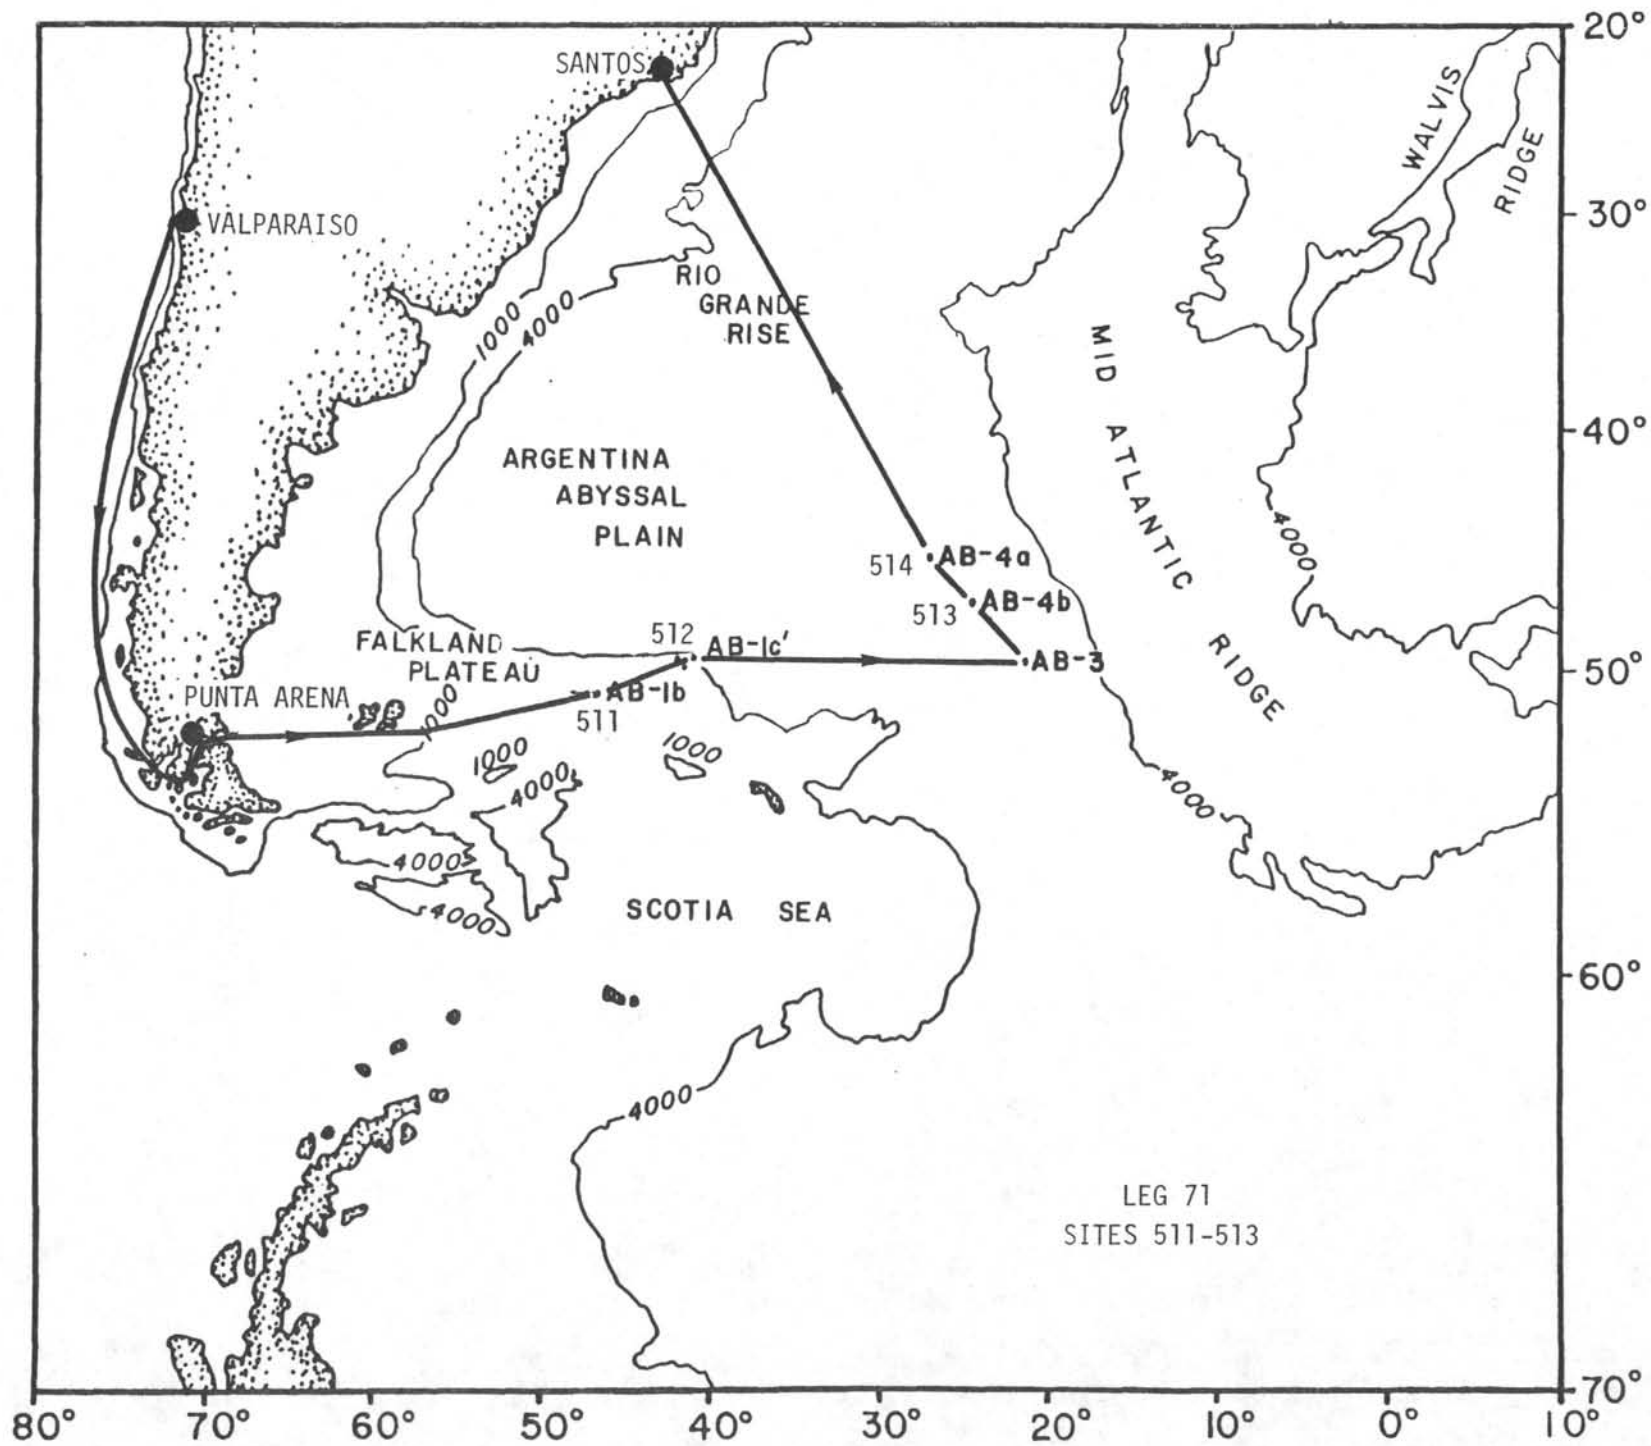 20°
SANTOS
WALVIS
RIDGE
30°
VALPARAISO
RIO
GRANDE
RISE
1000
4000
MID
ATLANTIC
RIDGE
40°
ARGENTINA
ABYSSAL
PLAIN
4000
514
AB-4a
513
AB-4b
FALKLAND
PLATEAU
512
AB-1c'
AB-3
50°
PUNTA ARENA
AB-1b
511
1000
1000
4000
4000
4000
4000
SCOTIA SEA
60°
4000
LEG 71
SITES 511-513
70°
80°
70°
60°
50°
40°
30°
20°
10°
0°
10°